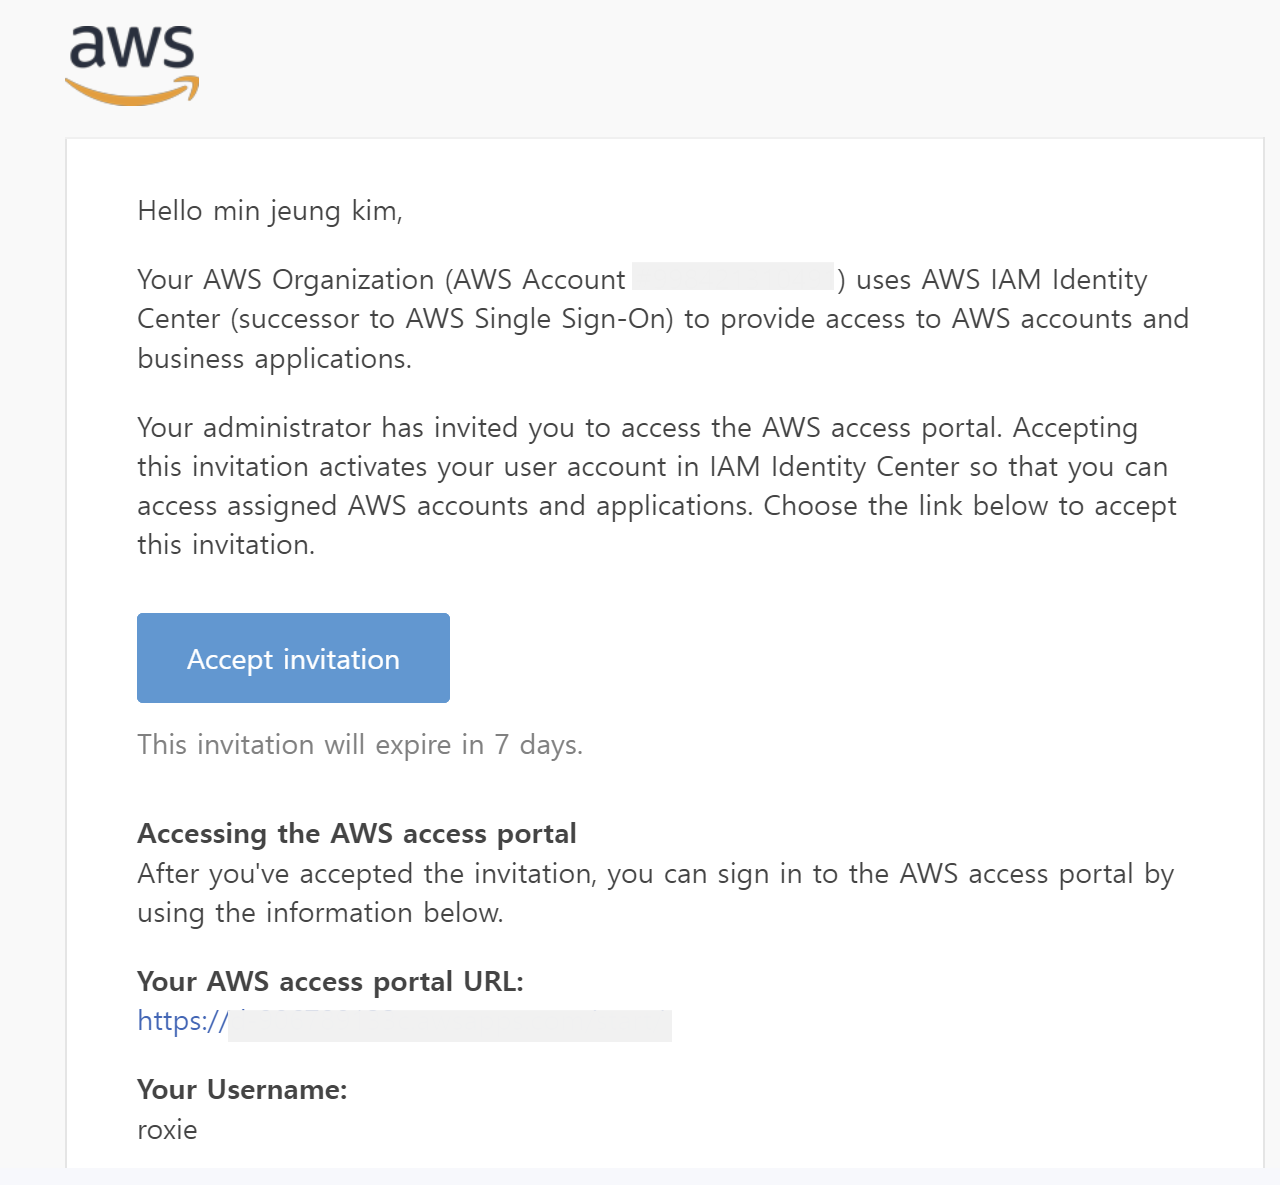 aws
Hello min jeung kim,
Your AWS Organization (AWS Account ) uses AWS IAM Identity
Center (successor to AWS Single Sign-On) to provide access to AWS accounts and
business applications.
Your administrator has invited you to access the AWS access portal. Accepting
this invitation activates your user account in IAM Identity Center so that you can
access assigned AWS accounts and applications. Choose the link below to accept
this invitation.
Accept invitation
This invitation will expire in 7 days.
Accessing the AWS access portal
After you've accepted the invitation, you can sign in to the AWS access portal by
using the information below.
Your AWS access portal URL:
https://
Your Username:
roxie